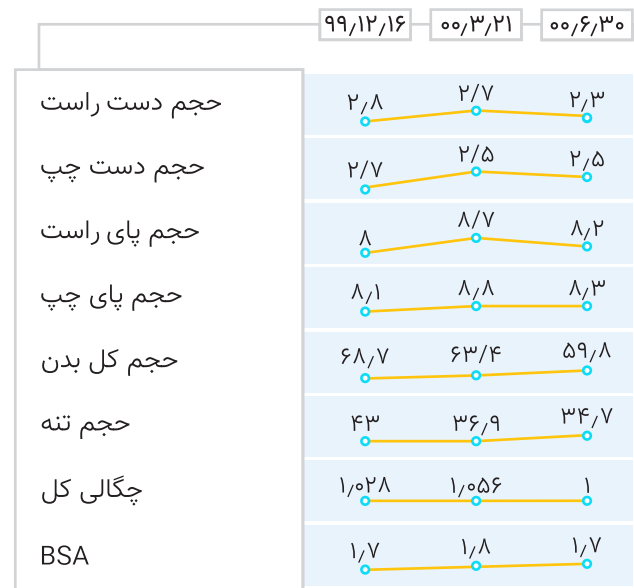 ۹۹٫۱۲٫۱۶ ۰۰٫۳٫۲۱ ۰۰٫۶٫۳۰
حجم دست راست ۲٫۸ ۲/۷ ۲٫۳
حجم دست چپ ۲/۷ ۲/۵ ۲٫۵
حجم پای راست ۸ ۸/۷ ۸٫۲
حجم پای چپ ۸٫۱ ۸٫۸ ۸٫۳
حجم کل بدن ۶۸٫۷ ۶۳/۴ ۵۹٫۸
حجم تنه ۴۳ ۳۶٫۹ ۳۴٫۷
چگالی کل ۱٫۰۲۸ ۱٫۰۵۶ ۱
BSA ۱٫۷ ۱٫۸ ۱٫۷